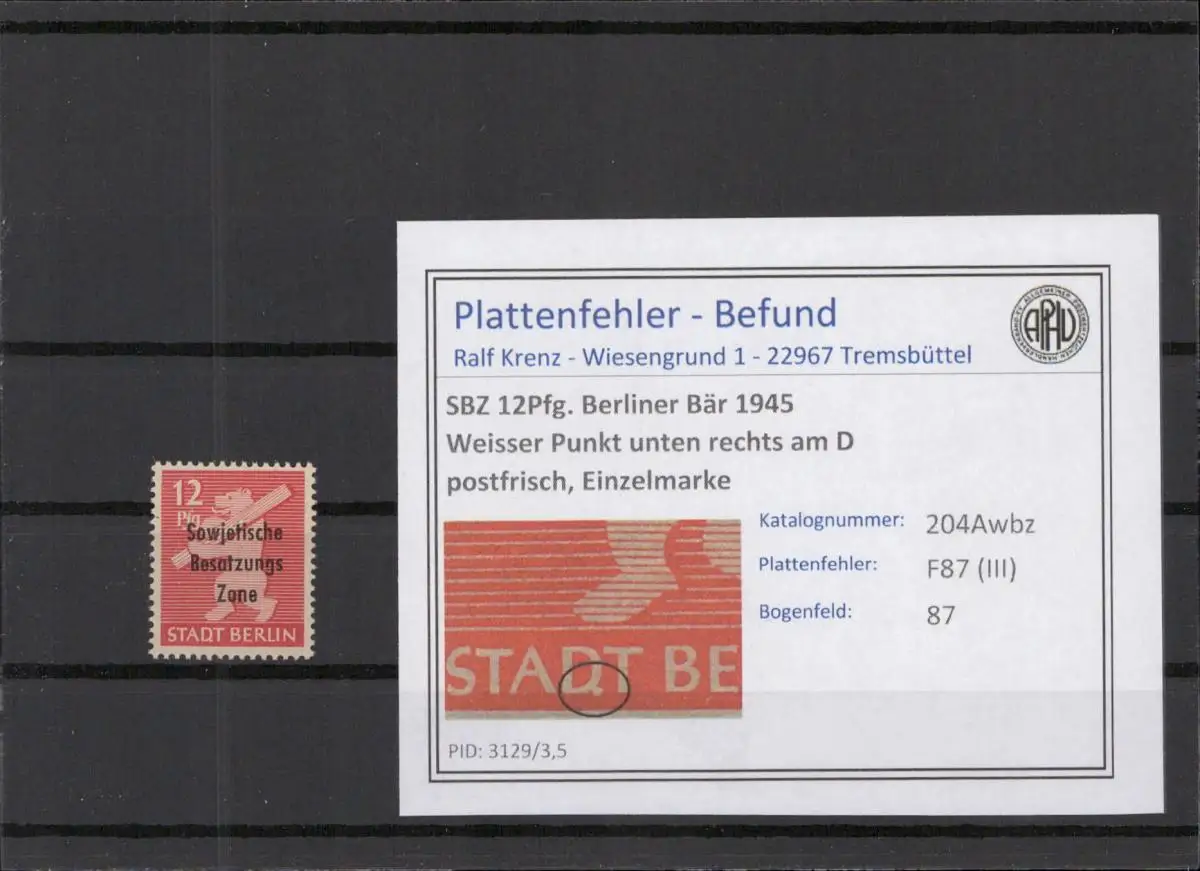 12
Pfg
Sowjetische
Besatzungs
Zone
STADT BERLIN
Plattenfehler - Befund
Ralf Krenz - Wiesengrund 1 - 22967 Tremsbüttel
APHV
SBZ 12Pfg. Berliner Bär 1945
Weisser Punkt unten rechts am D
postfrisch, Einzelmarke
Katalognummer: 204Awbz
Plattenfehler: F87 (III)
Bogenfeld: 87
STADT BE
PID: 3129/3,5